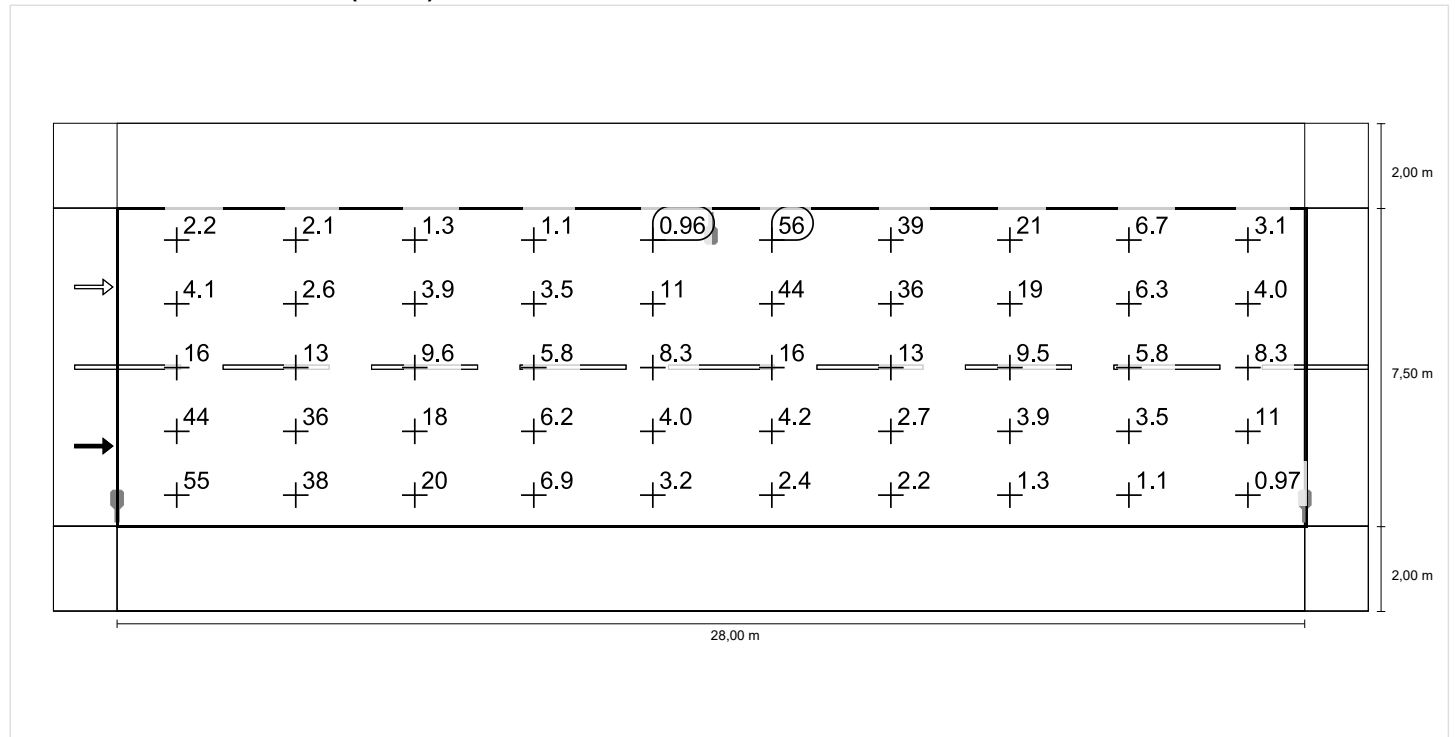 2,00 m
2.2 2.1 1.3 1.1 0.96 56 39 21 6.7 3.1
4.1 2.6 3.9 3.5 11 44 36 19 6.3 4.0
16 13 9.6 5.8 8.3 16 13 9.5 5.8 8.3
7,50 m
44 36 18 6.2 4.0 4.2 2.7 3.9 3.5 11
55 38 20 6.9 3.2 2.4 2.2 1.3 1.1 0.97
2,00 m
28,00 m